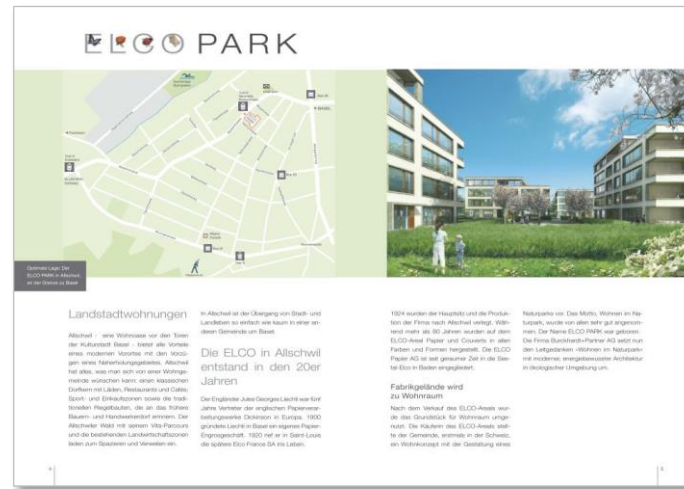 ELCO PARK
BASEL
Optimale Lage: Der
ELCO PARK in Allschwil,
an der Grenze zu Basel
Landstadtwohnungen
Allschwil - eine Wohnoase vor den Toren
der Kulturstadt Basel - bietet alle Vorteile
eines modernen Vorortes mit den Vorzü-
gen eines Naherholungsgebietes. Allschwil
hat alles, was man sich von einer Wohnge-
meinde wünschen kann: einen klassischen
Dorfkern mit Läden, Restaurants und Cafés;
Sport- und Einkaufszonen sowie die tradi-
tionellen Riegelbauten, die an das frühere
Bauern- und Handwerkerdorf erinnern. Der
Allschwiler Wald mit seinem Vita-Parcours
und die bestehenden Landwirtschaftszonen
laden zum Spazieren und Verweilen ein.
In Allschwil ist der Übergang von Stadt- und
Landleben so einfach wie kaum in einer an-
deren Gemeinde um Basel.
Die ELCO in Allschwil
entstand in den 20er
Jahren
Der Engländer Jules Georges Liechti war fünf
Jahre Vertreter der englischen Papierverar-
beitungswerke Dickinson in Europa. 1900
gründete Liechti in Basel ein eigenes Papier-
Engrosgeschäft. 1920 rief er in Saint-Louis
die spätere Elco France SA ins Leben.
1924 wurden der Hauptsitz und die Produk-
tion der Firma nach Allschwil verlegt. Wäh-
rend mehr als 80 Jahren wurden auf dem
ELCO-Areal Papier und Couverts in allen
Farben und Formen hergestellt. Die ELCO
Papier AG ist seit geraumer Zeit in die See-
tal-Elco in Baden eingegliedert.
Fabrikgelände wird
zu Wohnraum
Nach dem Verkauf des ELCO-Areals wur-
de das Grundstück für Wohnraum umge-
nutzt. Die Käuferin des ELCO-Areals stell-
te der Gemeinde, erstmals in der Schweiz,
ein Wohnkonzept mit der Gestaltung eines
Naturparks vor. Das Motto, Wohnen im Na-
turpark, wurde von allen sehr gut angenom-
men. Der Name ELCO PARK war geboren.
Die Firma Burckhardt+Partner AG setzt nun
den Leitgedanken «Wohnen im Naturpark»
mit moderner, energiebewusster Architektur
in ökologischer Umgebung um.
4
5